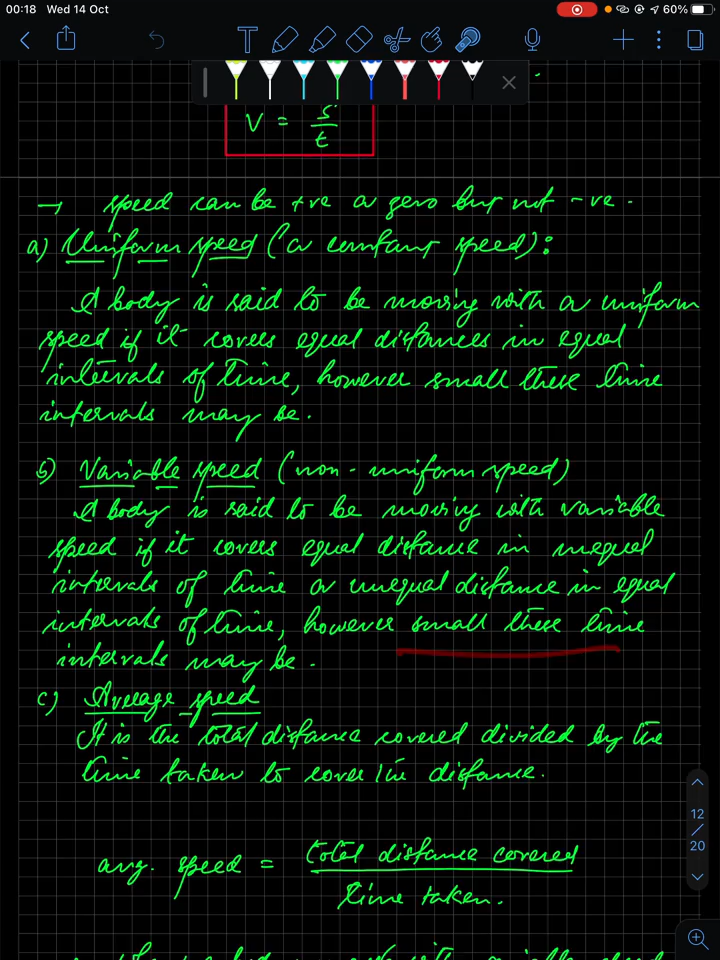 00:18 Wed 14 Oct
60%
T
V = S/t
→ speed can be +ve or zero but not -ve.
a) Uniform speed (or constant speed):
A body is said to be moving with a uniform
speed if it covers equal distances in equal
intervals of time, however small these time
intervals may be.
b) Variable speed (non-uniform speed)
A body is said to be moving with variable
speed if it covers equal distance in unequal
intervals of time or unequal distance in equal
intervals of time, however small these time
intervals may be.
c) Average speed
It is the total distance covered divided by the
time taken to cover the distance.
12
/
20
avg. speed = total distance covered
time taken.
with variable